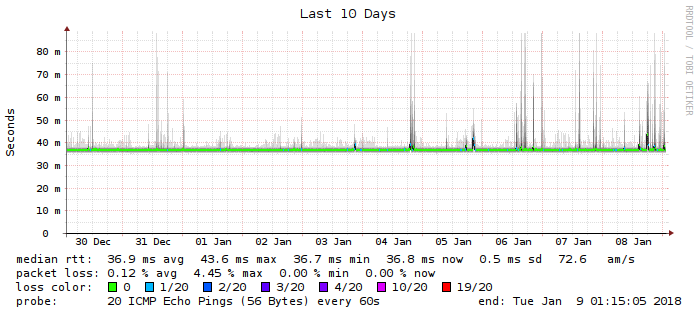 Last 10 Days
RRDTOOL / TOBI OETIKER
Seconds
80 m
70 m
60 m
50 m
40 m
30 m
20 m
10 m
0
30 Dec 31 Dec 01 Jan 02 Jan 03 Jan 04 Jan 05 Jan 06 Jan 07 Jan 08 Jan
median rtt: 36.9 ms avg 43.6 ms max 36.7 ms min 36.8 ms now 0.5 ms sd 72.6 am/s
packet loss: 0.12 % avg 4.45 % max 0.00 % min 0.00 % now
loss color: 0 1/20 2/20 3/20 4/20 10/20 19/20
probe: 20 ICMP Echo Pings (56 Bytes) every 60s end: Tue Jan 9 01:15:05 2018